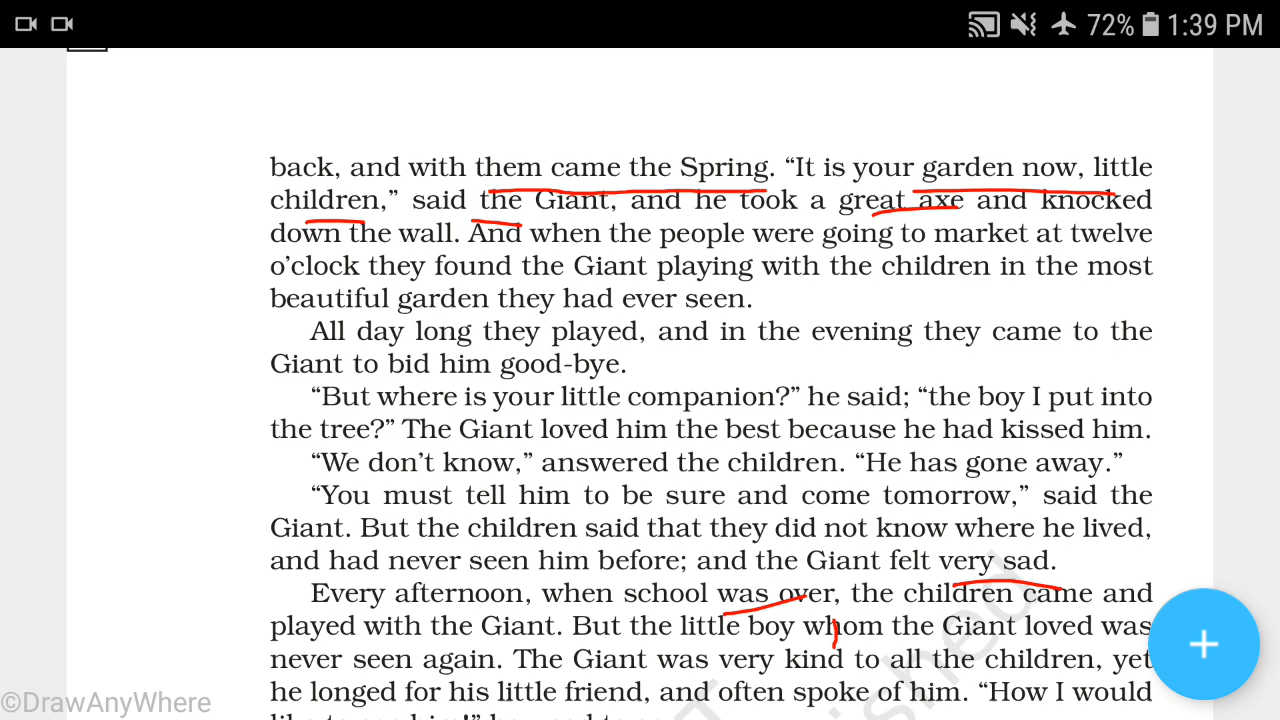 72% 1:39 PM
back, and with them came the Spring. “It is your garden now, little
children,” said the Giant, and he took a great axe and knocked
down the wall. And when the people were going to market at twelve
o’clock they found the Giant playing with the children in the most
beautiful garden they had ever seen.
All day long they played, and in the evening they came to the
Giant to bid him good-bye.
“But where is your little companion?” he said; “the boy I put into
the tree?” The Giant loved him the best because he had kissed him.
“We don’t know,” answered the children. “He has gone away.”
“You must tell him to be sure and come tomorrow,” said the
Giant. But the children said that they did not know where he lived,
and had never seen him before; and the Giant felt very sad.
Every afternoon, when school was over, the children came and
played with the Giant. But the little boy whom the Giant loved was
never seen again. The Giant was very kind to all the children, yet
he longed for his little friend, and often spoke of him. “How I would
©DrawAnyWhere